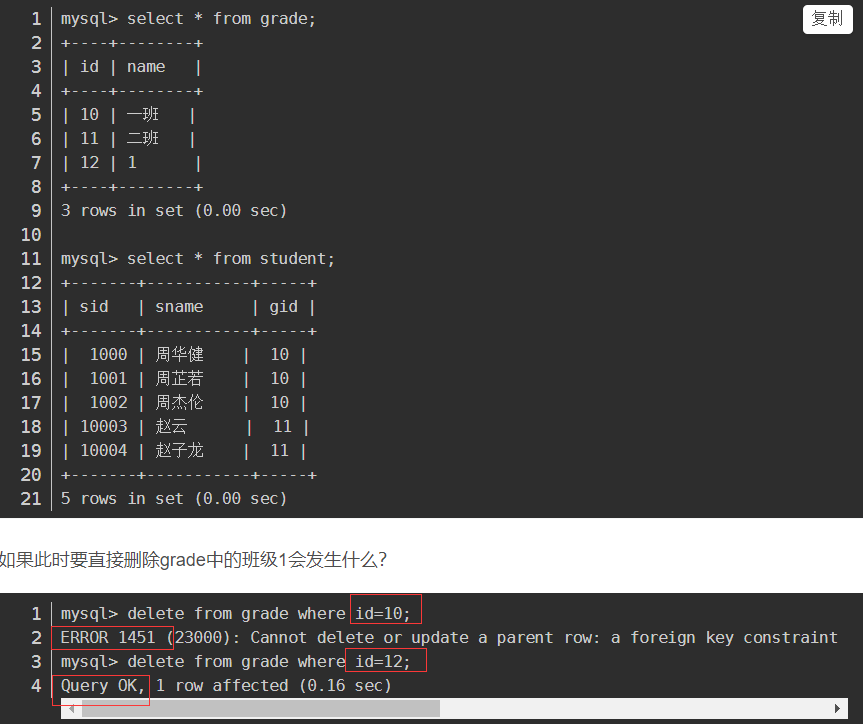 复制
1 mysql> select * from grade;
2 +----+--------+
3 | id | name   |
4 +----+--------+
5 | 10 | 一班   |
6 | 11 | 二班   |
7 | 12 | 1      |
8 +----+--------+
9 3 rows in set (0.00 sec)
10
11 mysql> select * from student;
12 +-------+-----------+-----+
13 | sid   | sname     | gid |
14 +-------+-----------+-----+
15 |  1000 | 周华健    |  10 |
16 |  1001 | 周芷若    |  10 |
17 |  1002 | 周杰伦    |  10 |
18 | 10003 | 赵云      |  11 |
19 | 10004 | 赵子龙    |  11 |
20 +-------+-----------+-----+
21 5 rows in set (0.00 sec)
如果此时要直接删除grade中的班级1会发生什么?
1 mysql> delete from grade where id=10;
2 ERROR 1451 (23000): Cannot delete or update a parent row: a foreign key constraint
3 mysql> delete from grade where id=12;
4 Query OK, 1 row affected (0.16 sec)